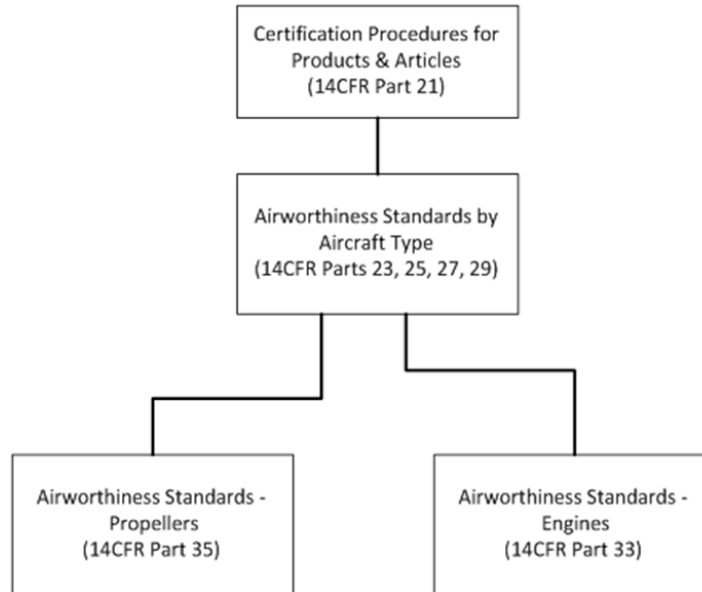 Certification Procedures for
Products & Articles
(14CFR Part 21)
Airworthiness Standards by
Aircraft Type
(14CFR Parts 23, 25, 27, 29)
Airworthiness Standards -
Propellers
(14CFR Part 35)
Airworthiness Standards -
Engines
(14CFR Part 33)